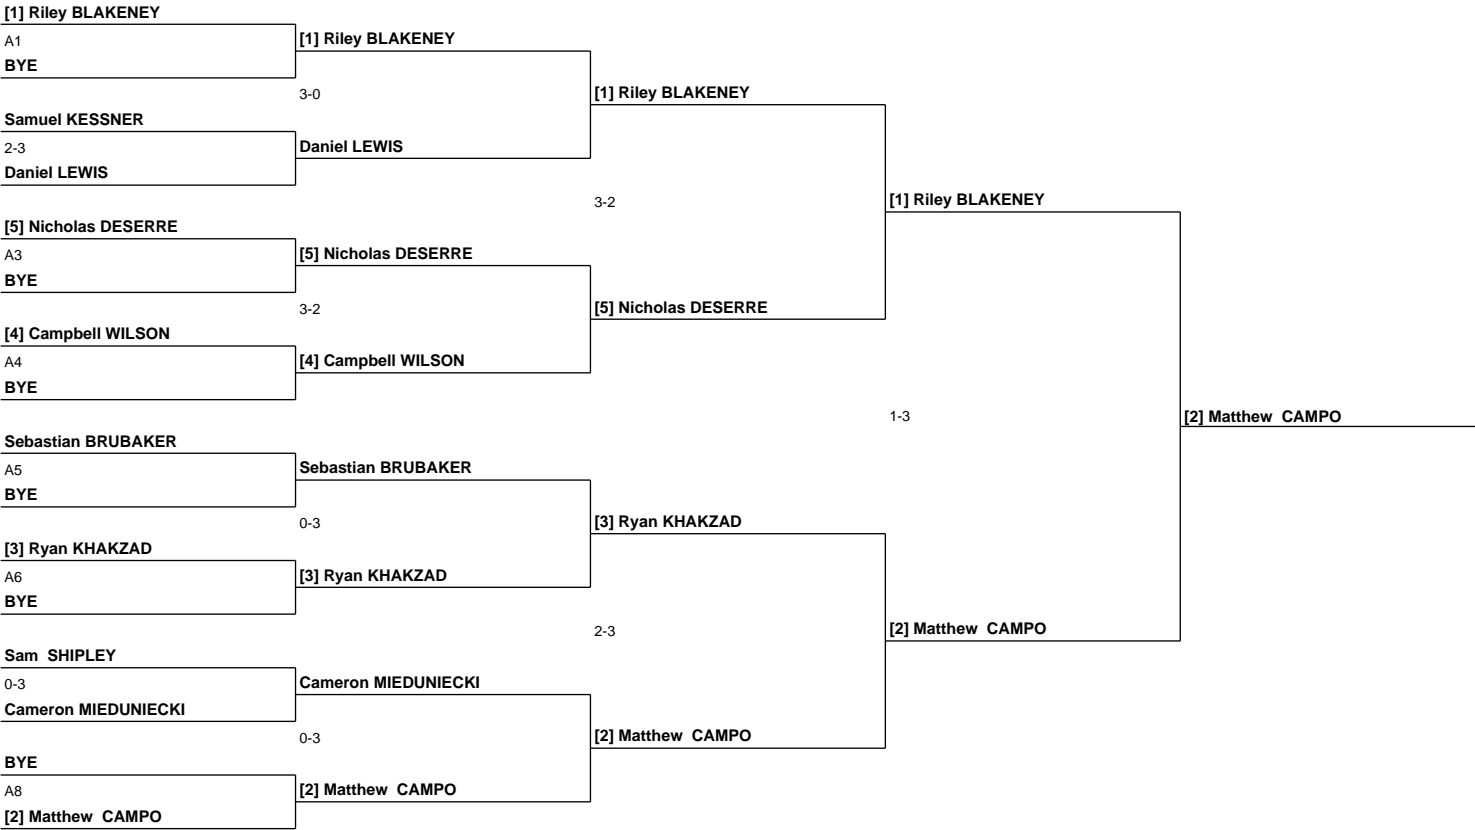 [1] Riley BLAKENEY
A1
BYE
Samuel KESSNER
2-3
Daniel LEWIS
[5] Nicholas DESERRE
A3
BYE
[4] Campbell WILSON
A4
BYE
Sebastian BRUBAKER
A5
BYE
[3] Ryan KHAKZAD
A6
BYE
Sam  SHIPLEY
0-3
Cameron MIEDUNIECKI
BYE
A8
[2] Matthew  CAMPO
[1] Riley BLAKENEY
3-0
Daniel LEWIS
[5] Nicholas DESERRE
3-2
[4] Campbell WILSON
Sebastian BRUBAKER
0-3
[3] Ryan KHAKZAD
Cameron MIEDUNIECKI
0-3
[2] Matthew  CAMPO
[1] Riley BLAKENEY
3-2
[5] Nicholas DESERRE
[3] Ryan KHAKZAD
2-3
[2] Matthew  CAMPO
[1] Riley BLAKENEY
1-3
[2] Matthew  CAMPO
[2] Matthew  CAMPO